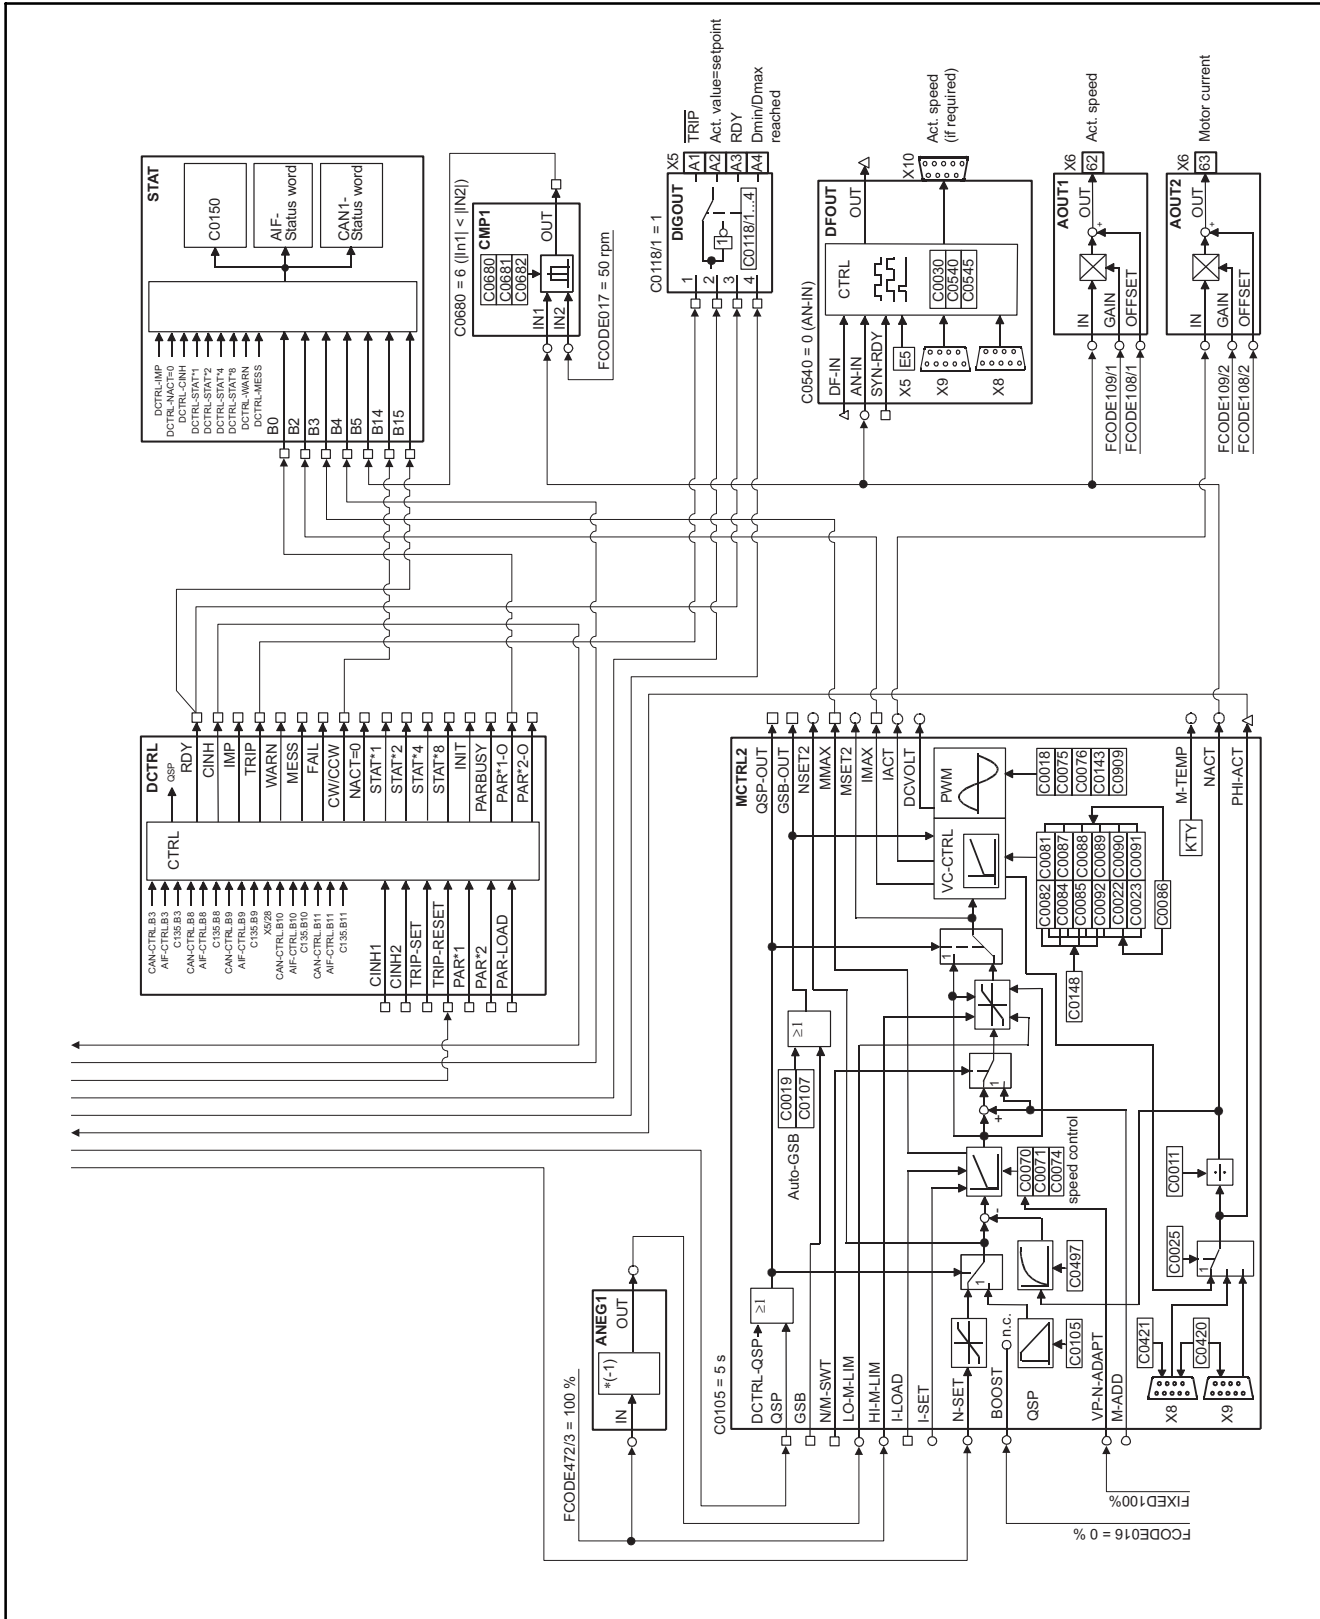 STAT
C0150
AIF-
Status word
CAN1-
Status word
DCTRL-IMP
DCTRL-NACT=0
DCTRL-CINH
DCTRL-STAT*1
DCTRL-STAT*2
DCTRL-STAT*4
DCTRL-STAT*8
DCTRL-WARN
DCTRL-MESS
B0
B2
B3
B4
B5
B14
B15
C0680 = 6 (|In1| < |IN2|)
CMP1
C0680
C0681
C0682
OUT
IN1
IN2
FCODE017 = 50 rpm
C0118/1 = 1
DIGOUT
X5
1
2
3
4
1
C0118/1...4
A1
A2
A3
A4
TRIP
Act. value=setpoint
RDY
Dmin/Dmax
reached
C0540 = 0 (AN-IN)
DFOUT
DF-IN
AN-IN
SYN-RDY
X5
E5
X9
X8
CTRL
C0030
C0540
C0545
OUT
X10
Act. speed
(if required)
AOUT1
IN
GAIN
OFFSET
OUT
X6
62
Act. speed
FCODE109/1
FCODE108/1
AOUT2
IN
GAIN
OFFSET
OUT
X6
63
Motor current
FCODE109/2
FCODE108/2
DCTRL
QSP
CTRL
CAN-CTRL.B3
AIF-CTRL.B3
C135.B3
CAN-CTRL.B8
AIF-CTRL.B8
C135.B8
CAN-CTRL.B9
AIF-CTRL.B9
C135.B9
X5/28
CAN-CTRL.B10
AIF-CTRL.B10
C135.B10
CAN-CTRL.B11
AIF-CTRL.B11
C135.B11
CINH1
CINH2
TRIP-SET
TRIP-RESET
PAR*1
PAR*2
PAR-LOAD
RDY
CINH
IMP
TRIP
WARN
MESS
FAIL
CW/CCW
NACT=0
STAT*1
STAT*2
STAT*4
STAT*8
INIT
PARBUSY
PAR*1-O
PAR*2-O
FCODE472/3 = 100 %
ANEG1
IN
*(-1)
OUT
C0105 = 5 s
MCTRL2
DCTRL-QSP
QSP
GSB
N/M-SWT
LO-M-LIM
HI-M-LIM
I-LOAD
I-SET
N-SET
BOOST
QSP
VP-N-ADAPT
M-ADD
X8
X9
≥1
Auto-GSB
C0019
C0107
≥1
n.c.
C0105
C0497
1
-
C0070
C0071
C0074
speed control
+
1
1
C0421
C0420
C0025
1
C0011
C0148
C0082
C0084
C0085
C0092
C0022
C0023
C0081
C0087
C0088
C0089
C0090
C0091
C0086
VC-CTRL
PWM
C0018
C0075
C0076
C0143
C0909
KTY
QSP-OUT
GSB-OUT
NSET2
MMAX
MSET2
IMAX
IACT
DCVOLT
M-TEMP
NACT
PHI-ACT
FIXED100%
FCODE016 = 0 %